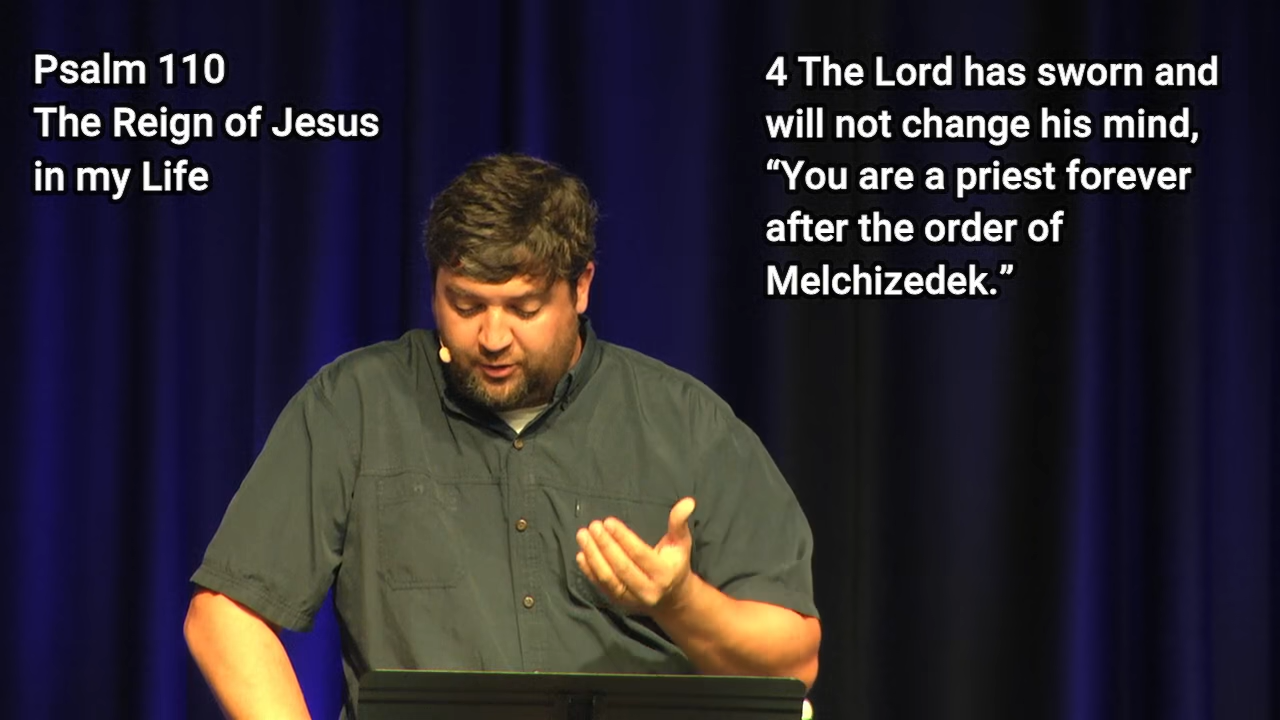 Psalm 110
The Reign of Jesus
in my Life
4 The Lord has sworn and
will not change his mind,
“You are a priest forever
after the order of
Melchizedek.”